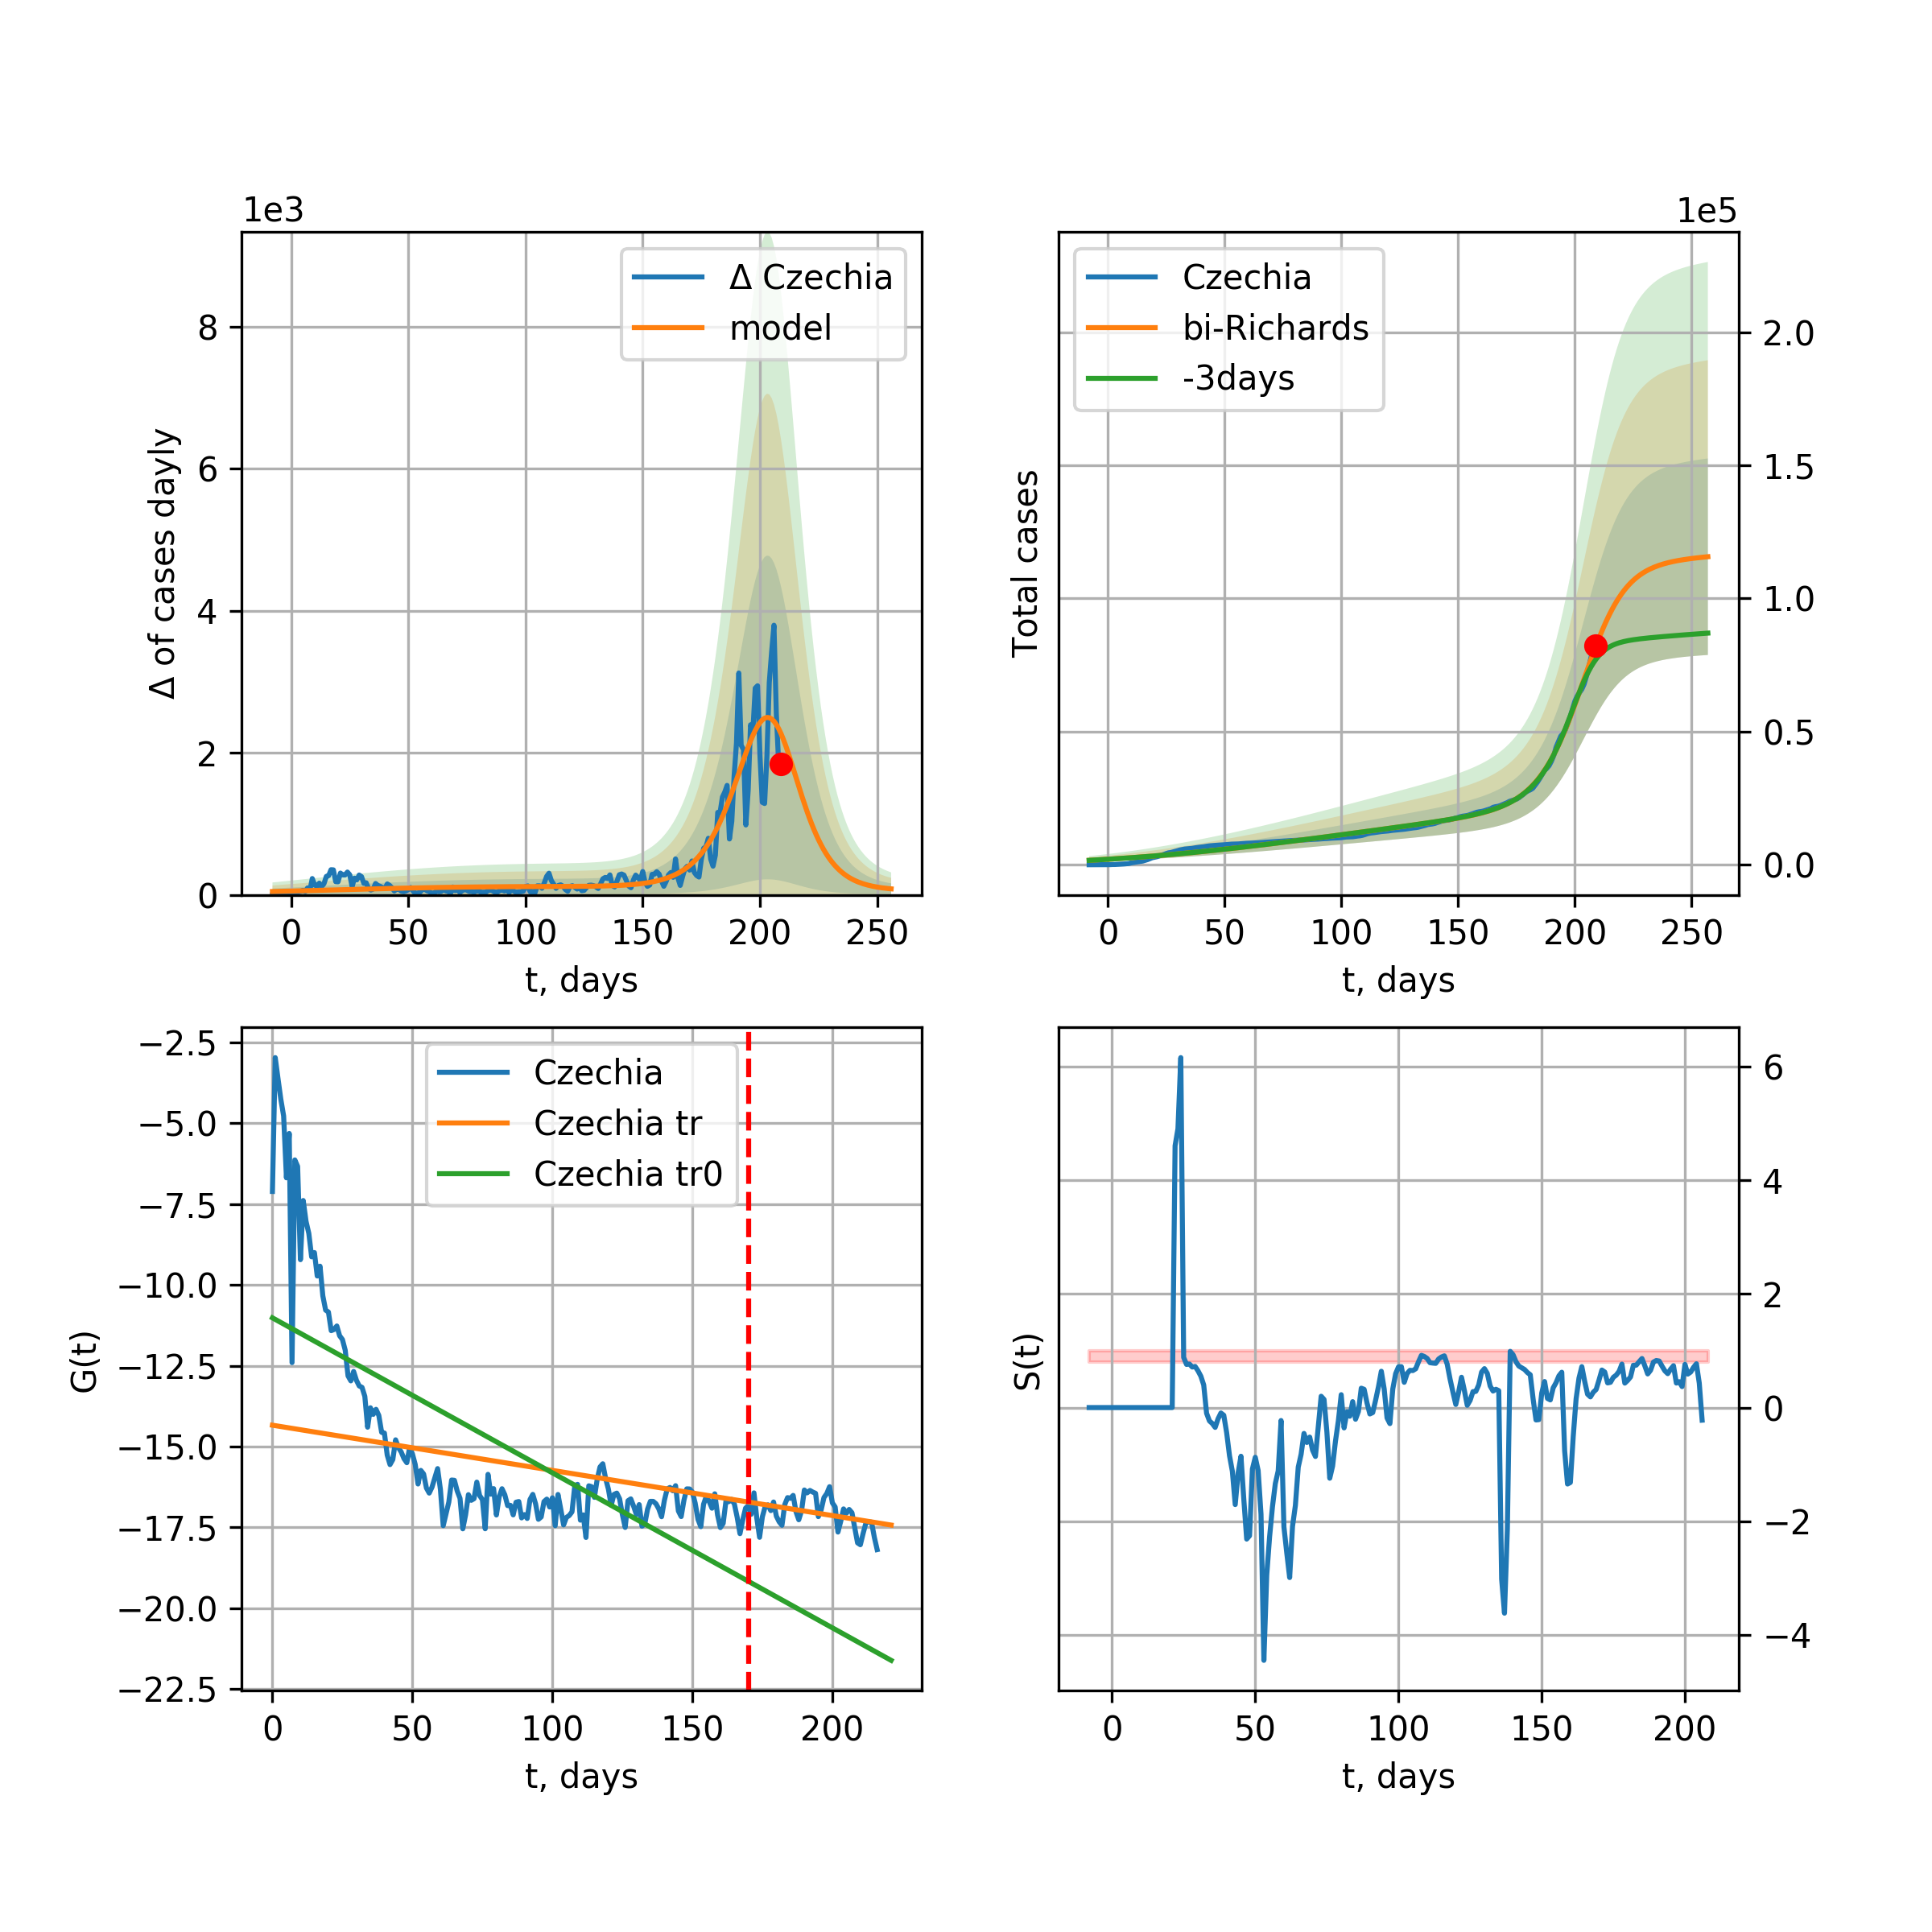 1e3
Δ Czechia
model
8
6
4
2
0
Δ of cases dayly
0 50 100 150 200 250
t, days
1e5
Czechia
bi-Richards
-3days
2.0
1.5
1.0
0.5
0.0
Total cases
0 50 100 150 200 250
t, days
Czechia
Czechia tr
Czechia tr0
−2.5
−5.0
−7.5
−10.0
−12.5
−15.0
−17.5
−20.0
−22.5
G(t)
0 50 100 150 200
t, days
6
4
2
0
−2
−4
S(t)
0 50 100 150 200
t, days